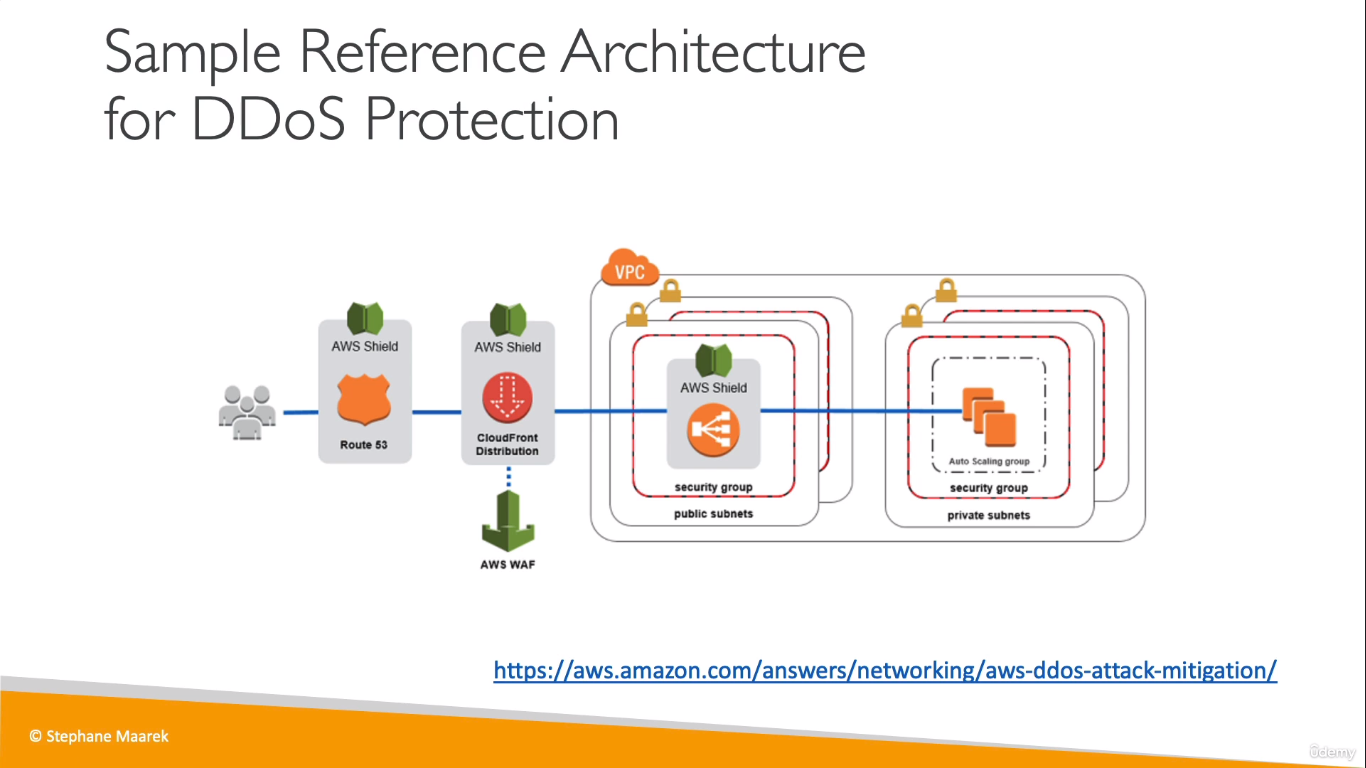 Sample Reference Architecture
for DDoS Protection
VPC
AWS Shield
Route 53
AWS Shield
CloudFront
Distribution
AWS WAF
AWS Shield
security group
public subnets
Auto Scaling group
security group
private subnets
https://aws.amazon.com/answers/networking/aws-ddos-attack-mitigation/
© Stephane Maarek
ûdemy